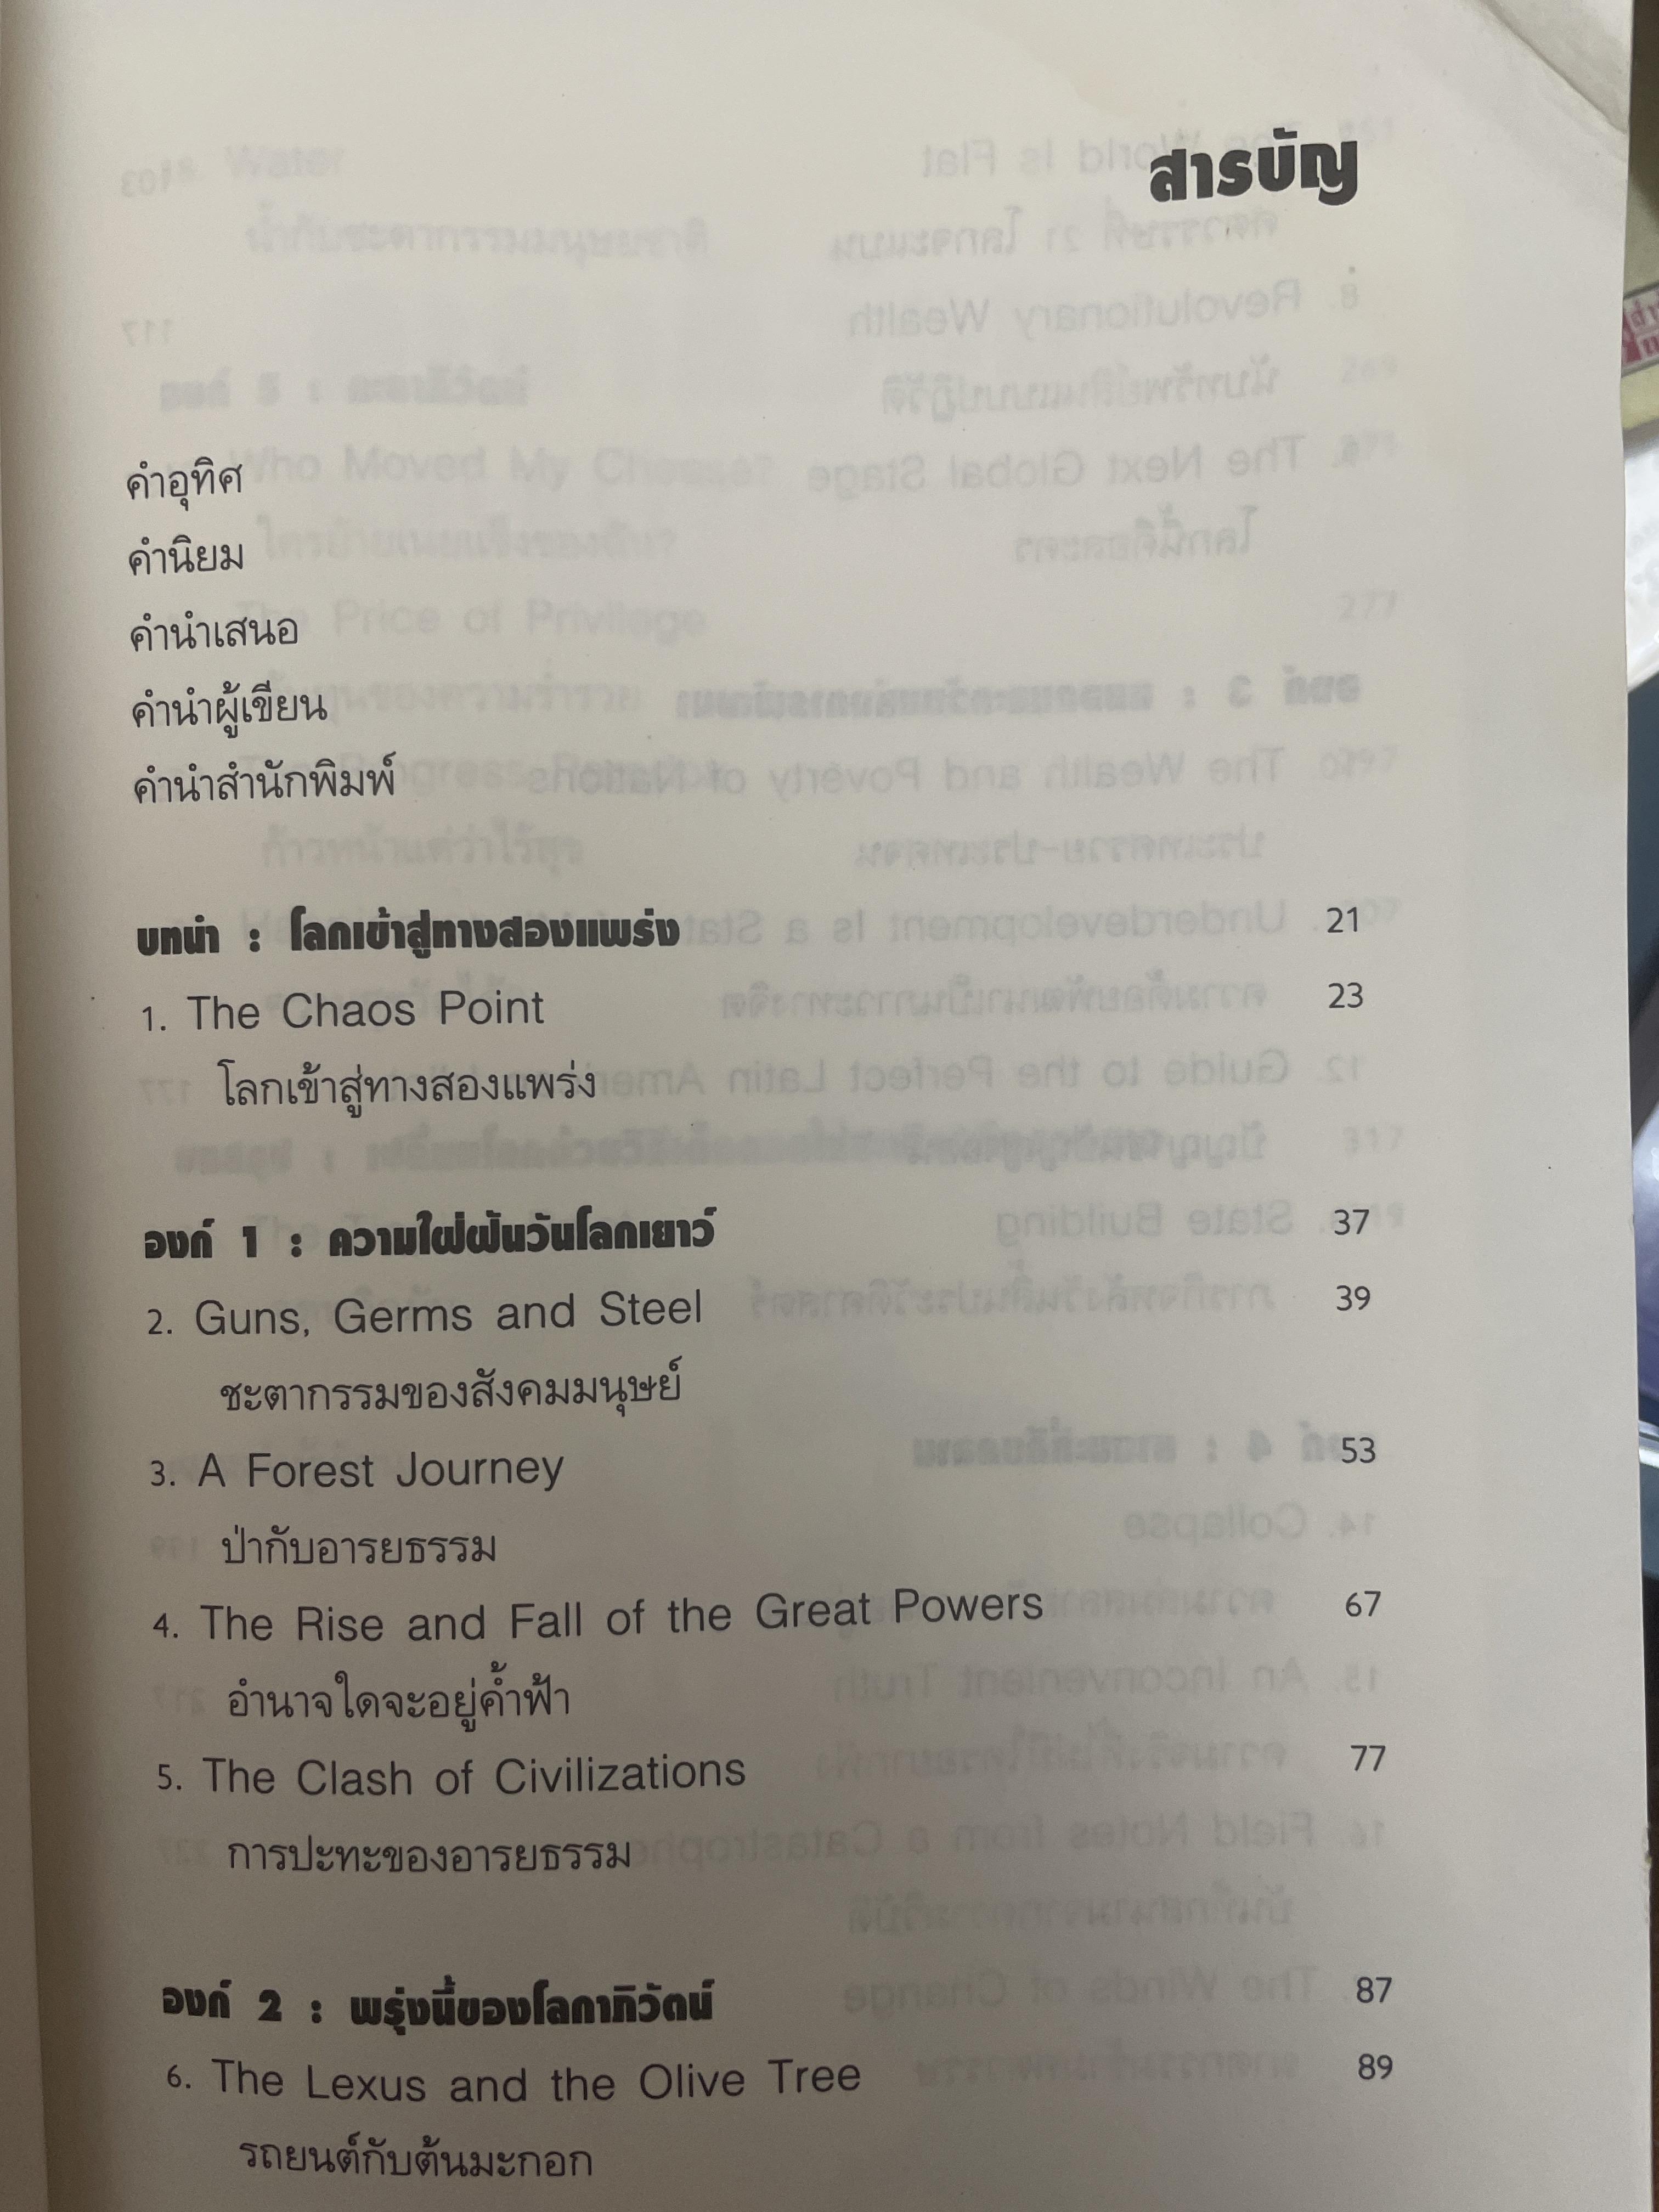 สารบัญ
คำอุทิศ
คำนิยม
คำนำเสนอ
คำนำผู้เขียน
คำนำสำนักพิมพ์
บทนำ : โลกเข้าสู่ทางสองแพร่ง 21
1. The Chaos Point 23
โลกเข้าสู่ทางสองแพร่ง
องก์ 1 : ความใฝ่ฝันวันโลกเยาว์ 37
2. Guns, Germs and Steel 39
ชะตากรรมของสังคมมนุษย์
3. A Forest Journey 53
ป่ากับอารยธรรม
4. The Rise and Fall of the Great Powers 67
อำนาจใดจะอยู่ค้ำฟ้า
5. The Clash of Civilizations 77
การปะทะของอารยธรรม
องก์ 2 : พรุ่งนี้ของโลกาภิวัตน์ 87
6. The Lexus and the Olive Tree 89
รถยนต์กับต้นมะกอก